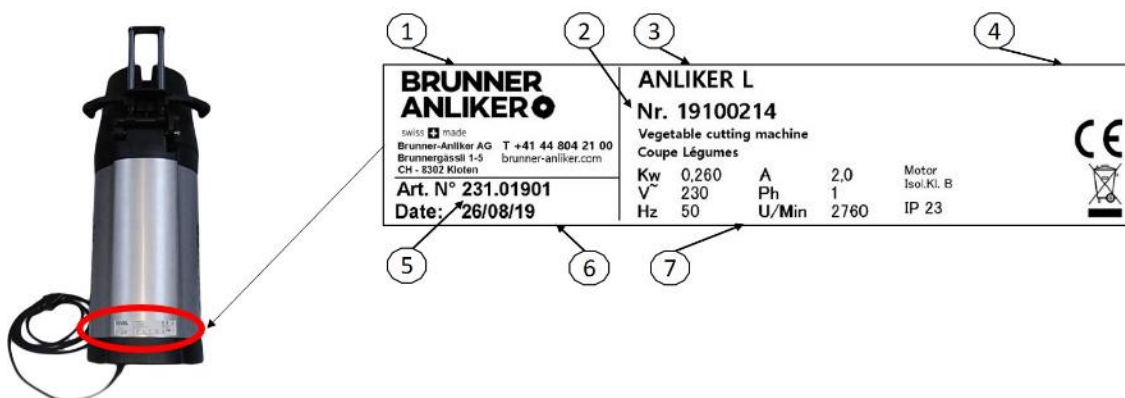 1
2
3
4
BRUNNER
ANLIKER
swiss made
Brunner-Anliker AG T +41 44 804 21 00
Brunnergässli 1-5 brunner-anliker.com
CH - 8302 Kloten
Art. N° 231.01901
Date: 26/08/19
ANLIKER L
Nr. 19100214
Vegetable cutting machine
Coupe Légumes
Kw 0,260 A 2,0 Motor
Isol.Kl. B
V~ 230 Ph 1
Hz 50 U/Min 2760 IP 23
CE
5
6
7